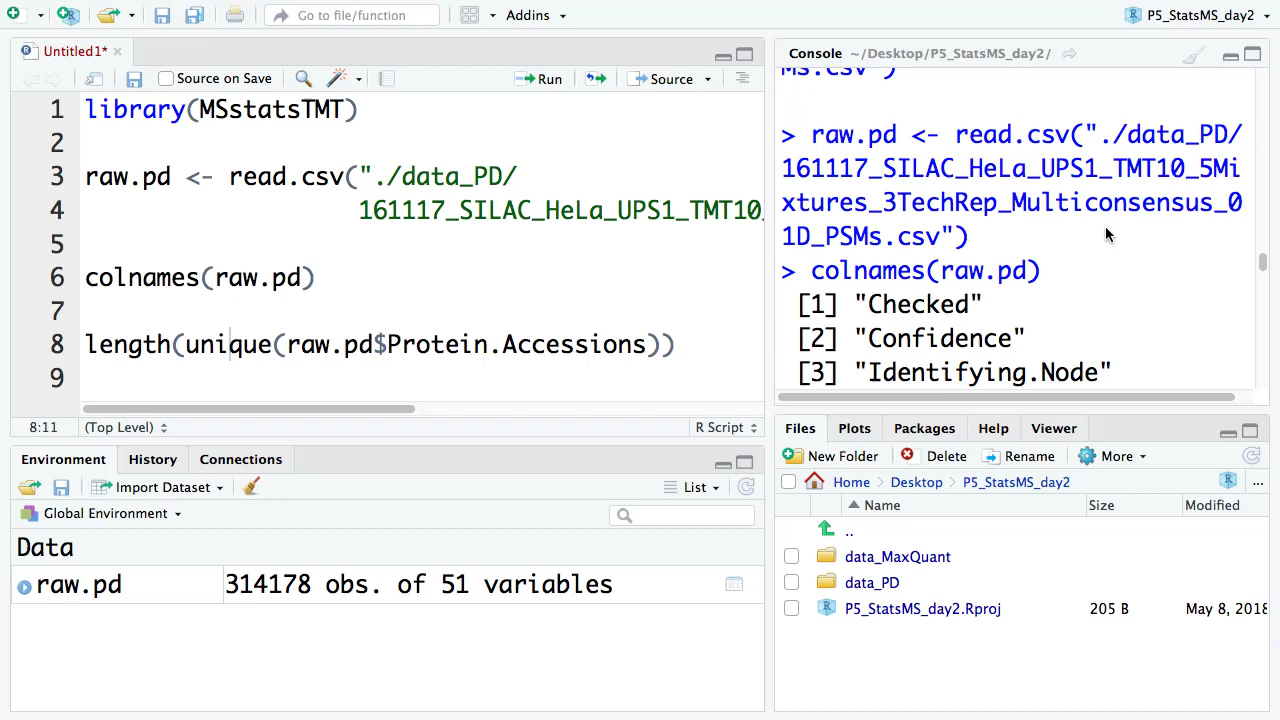 Go to file/function
Addins
P5_StatsMS_day2
Untitled1*
Source on Save
Run
Source
1 library(MSstatsTMT)
2
3 raw.pd <- read.csv("./data_PD/
4 161117_SILAC_HeLa_UPS1_TMT10_
5
6 colnames(raw.pd)
7
8 length(unique(raw.pd$Protein.Accessions))
9
8:11 (Top Level) R Script
Console ~/Desktop/P5_StatsMS_day2/
Ms.csv")
> raw.pd <- read.csv("./data_PD/
161117_SILAC_HeLa_UPS1_TMT10_5Mi
xtures_3TechRep_Multiconsensus_0
1D_PSMs.csv")
> colnames(raw.pd)
[1] "Checked"
[2] "Confidence"
[3] "Identifying.Node"
Environment History Connections
Import Dataset List
Global Environment
Data
raw.pd 314178 obs. of 51 variables
Files Plots Packages Help Viewer
New Folder Delete Rename More
Home Desktop P5_StatsMS_day2 ...
Name Size Modified
..
data_MaxQuant
data_PD
P5_StatsMS_day2.Rproj 205 B May 8, 2018